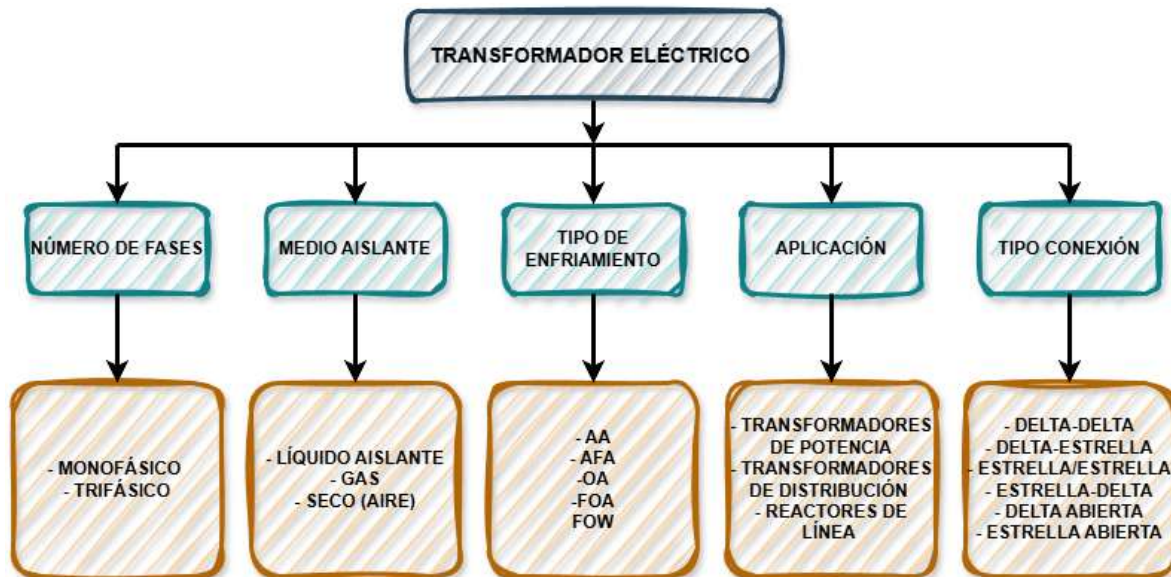 TRANSFORMADOR ELÉCTRICO
NÚMERO DE FASES
MEDIO AISLANTE
TIPO DE
ENFRIAMIENTO
APLICACIÓN
TIPO CONEXIÓN
- MONOFÁSICO
- TRIFÁSICO
- LÍQUIDO AISLANTE
- GAS
- SECO (AIRE)
- AA
- AFA
-OA
-FOA
FOW
- TRANSFORMADORES
DE POTENCIA
- TRANSFORMADORES
DE DISTRIBUCIÓN
- REACTORES DE
LÍNEA
- DELTA-DELTA
- DELTA-ESTRELLA
- ESTRELLA/ESTRELLA
- ESTRELLA-DELTA
- DELTA ABIERTA
- ESTRELLA ABIERTA